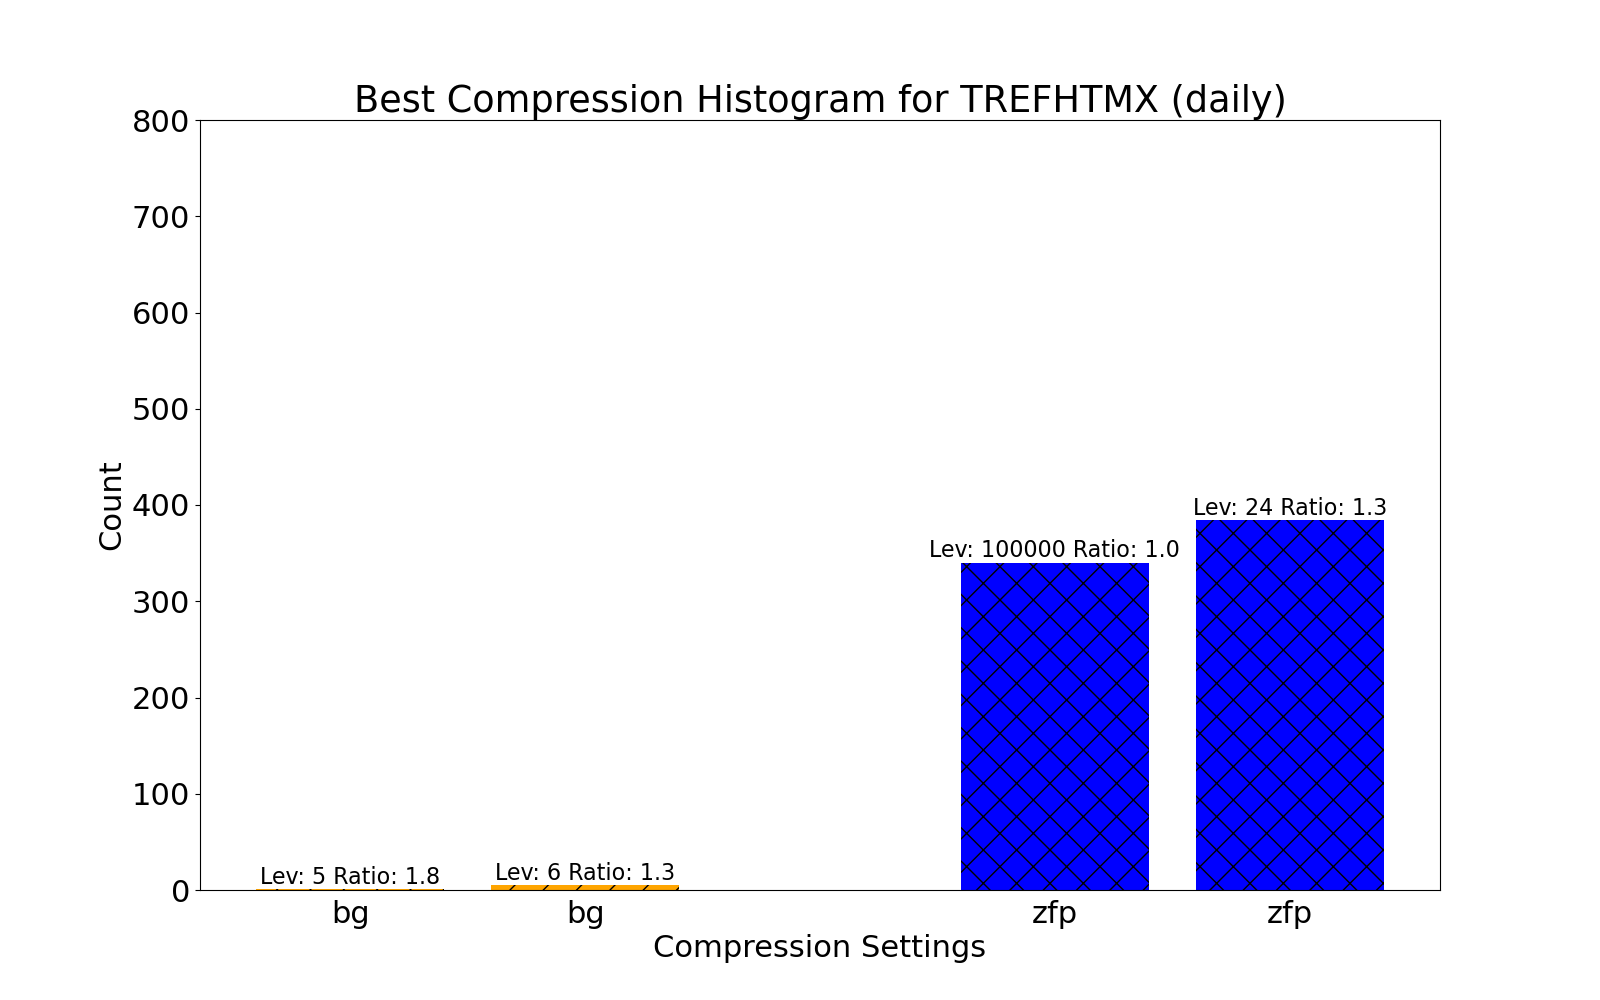 Best Compression Histogram for TREFHTMX (daily)
800
700
600
500
400
300
200
100
0
Count
Lev: 5 Ratio: 1.8
Lev: 6 Ratio: 1.3
Lev: 100000 Ratio: 1.0
Lev: 24 Ratio: 1.3
bg
bg
zfp
zfp
Compression Settings